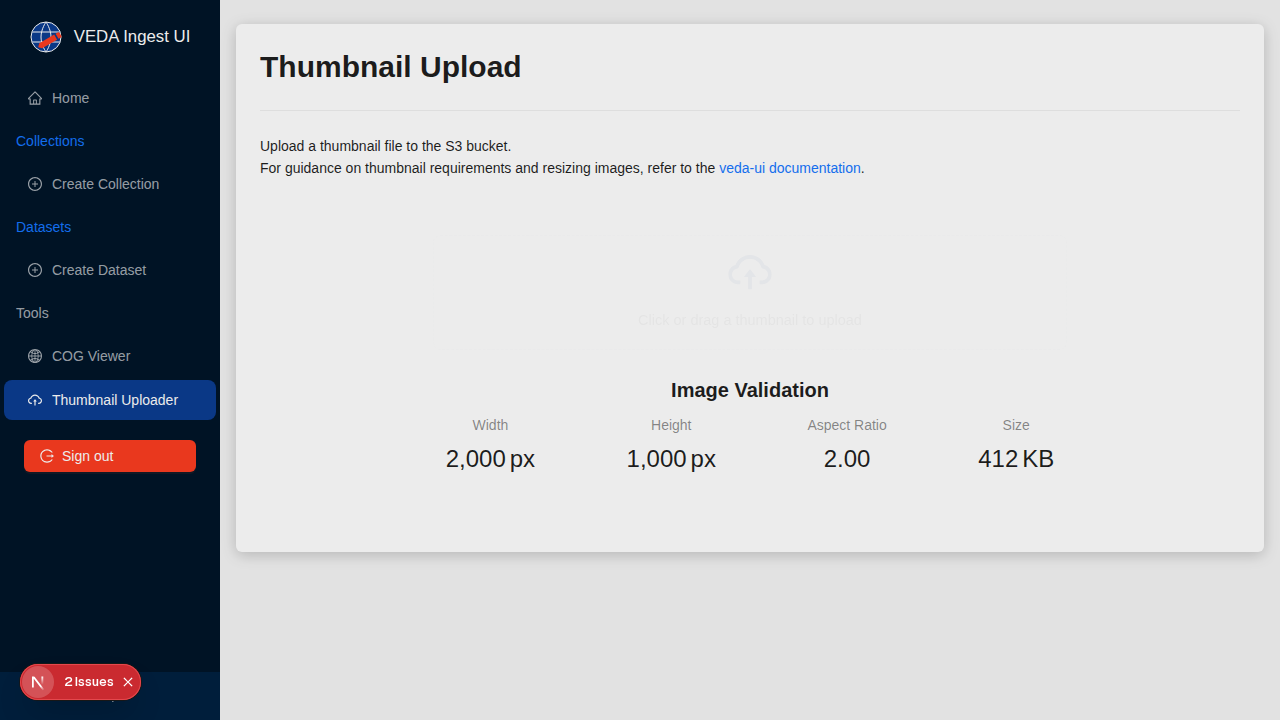 VEDA Ingest UI
Home
Collections
Create Collection
Datasets
Create Dataset
Tools
COG Viewer
Thumbnail Uploader
Sign out
2 Issues
Thumbnail Upload
Upload a thumbnail file to the S3 bucket.
For guidance on thumbnail requirements and resizing images, refer to the veda-ui documentation.
Click or drag a thumbnail to upload
Image Validation
Width
Height
Aspect Ratio
Size
2,000 px
1,000 px
2.00
412 KB